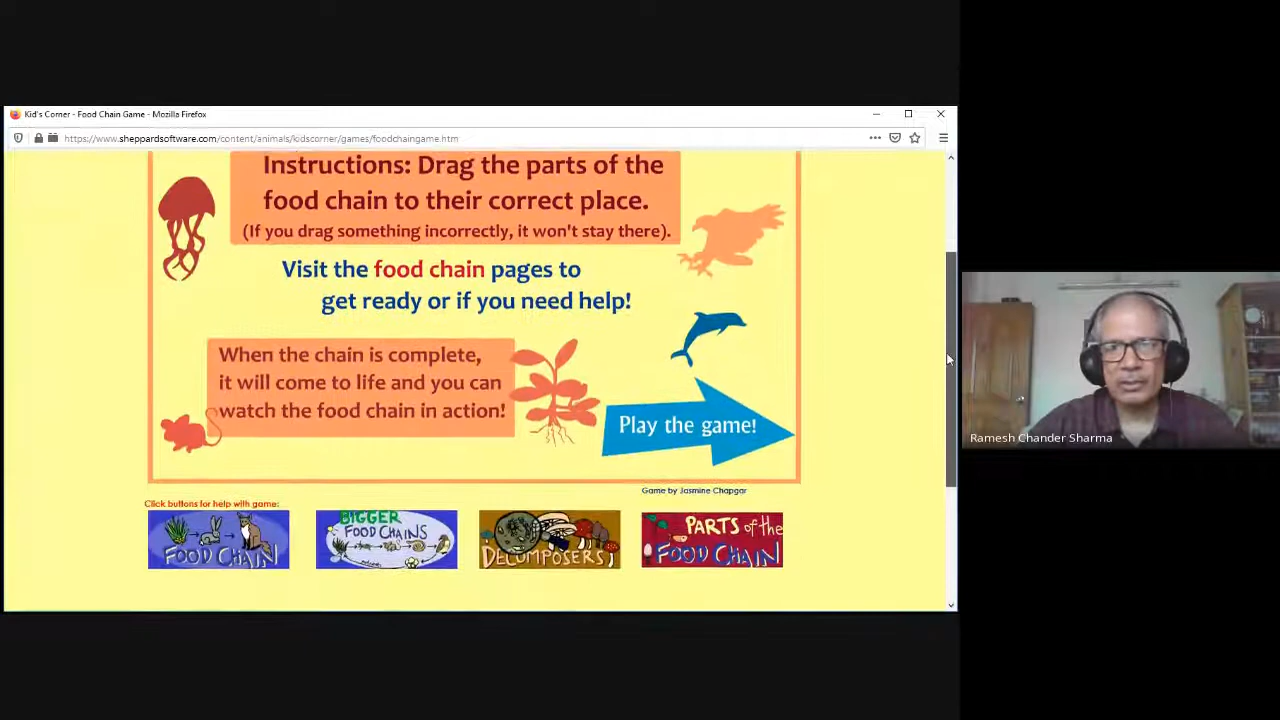 Kid's Corner - Food Chain Game - Mozilla Firefox
https://www.sheppardsoftware.com/content/animals/kidscorner/games/foodchaingame.htm
Instructions: Drag the parts of the
food chain to their correct place.
(If you drag something incorrectly, it won't stay there).
Visit the food chain pages to
get ready or if you need help!
When the chain is complete,
it will come to life and you can
watch the food chain in action!
Play the game!
Ramesh Chander Sharma
Game by Jasmine Chapgar
Click buttons for help with game:
FOOD CHAIN
BIGGER
FOOD CHAINS
DECOMPOSERS
PARTS of the
FOOD CHAIN